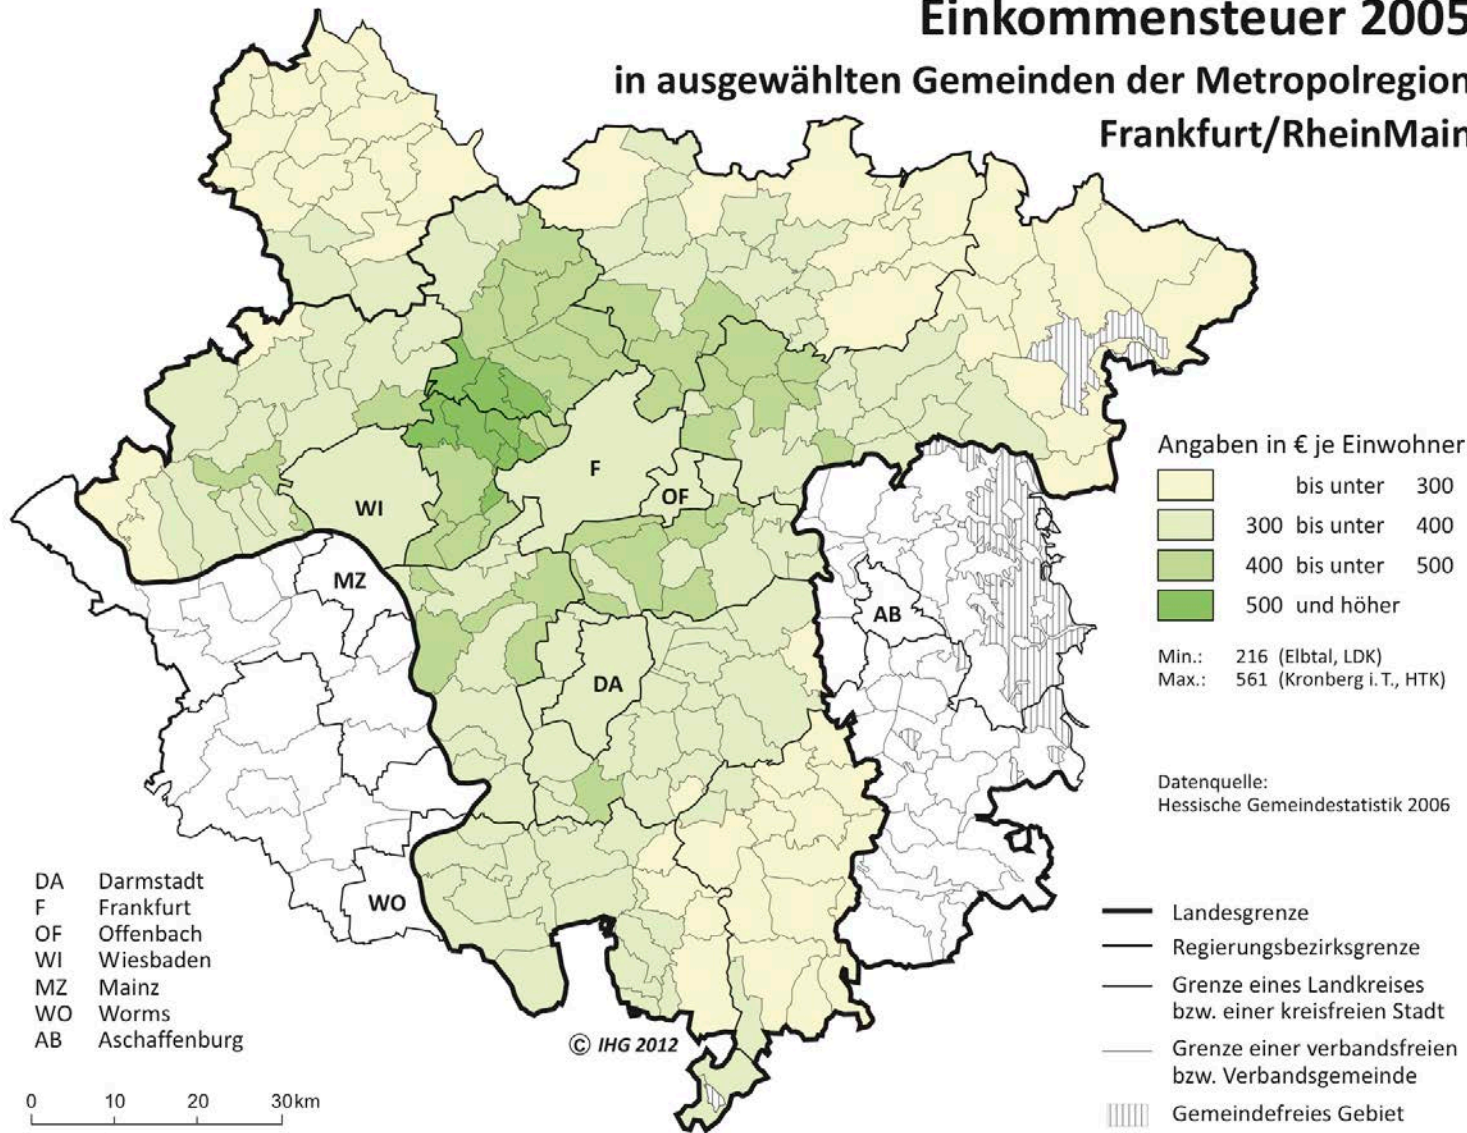 Einkommensteuer 2005
in ausgewählten Gemeinden der Metropolregion
Frankfurt/RheinMain
F
OF
WI
MZ
AB
DA
WO
Angaben in € je Einwohner
bis unter 300
300 bis unter 400
400 bis unter 500
500 und höher
Min.: 216 (Elbtal, LDK)
Max.: 561 (Kronberg i. T., HTK)
Datenquelle:
Hessische Gemeindestatistik 2006
DA Darmstadt
F Frankfurt
OF Offenbach
WI Wiesbaden
MZ Mainz
WO Worms
AB Aschaffenburg
0 10 20 30 km
© IHG 2012
Landesgrenze
Regierungsbezirksgrenze
Grenze eines Landkreises
bzw. einer kreisfreien Stadt
Grenze einer verbandsfreien
bzw. Verbandsgemeinde
Gemeindefreies Gebiet